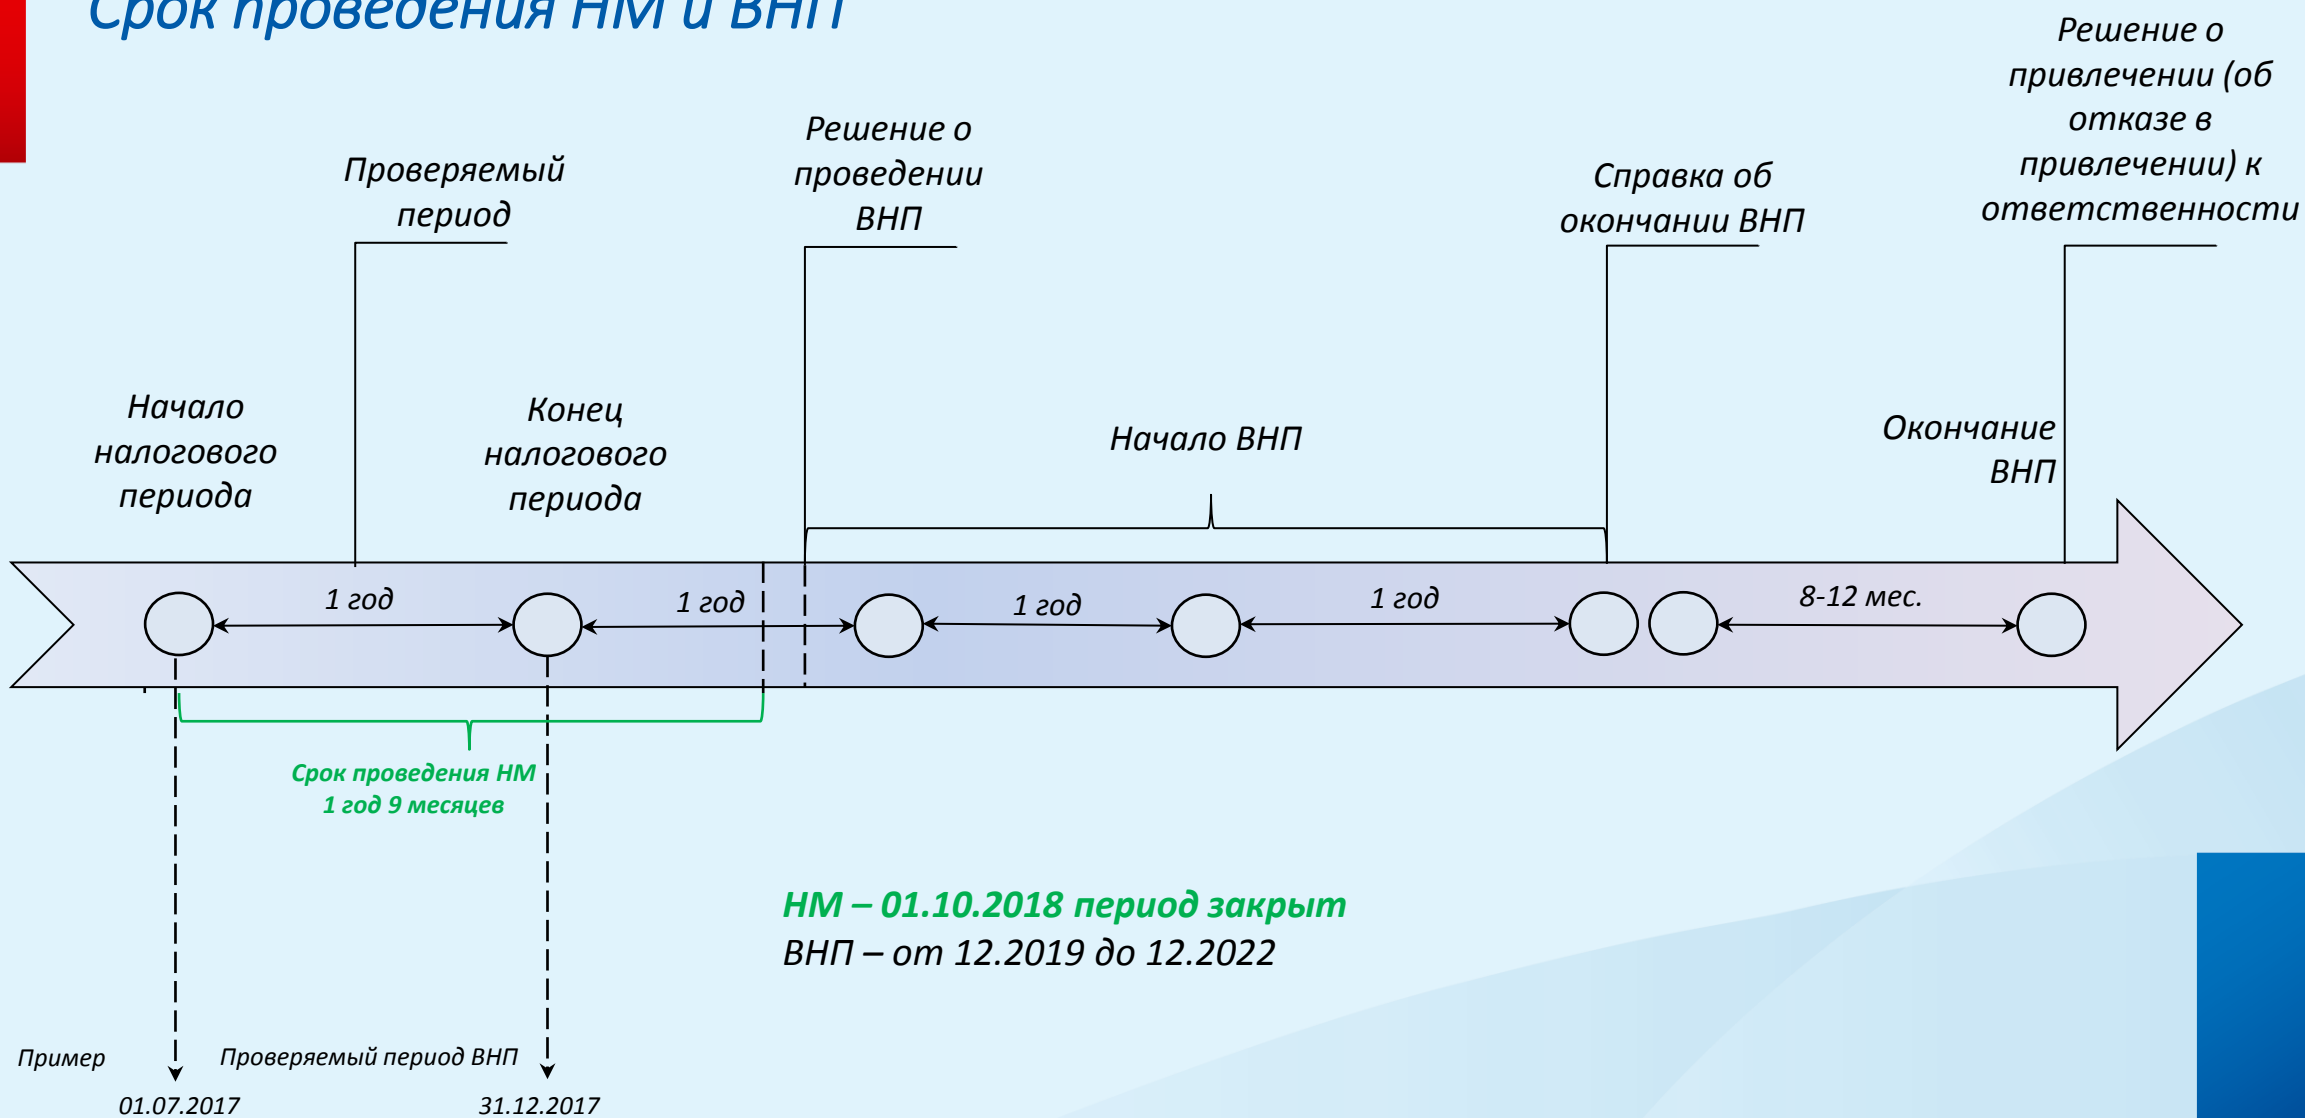 Срок проведения НМ и ВНП
Решение о
привлечении (об
отказе в
привлечении) к
ответственности
Решение о
проведении
ВНП
Проверяемый
период
Справка об
окончании ВНП
Начало
налогового
периода
Конец
налогового
периода
Начало ВНП
Окончание
ВНП
1 год
1 год
1 год
1 год
8-12 мес.
Срок проведения НМ
1 год 9 месяцев
НМ – 01.10.2018 период закрыт
ВНП – от 12.2019 до 12.2022
Пример
Проверяемый период ВНП
01.07.2017
31.12.2017